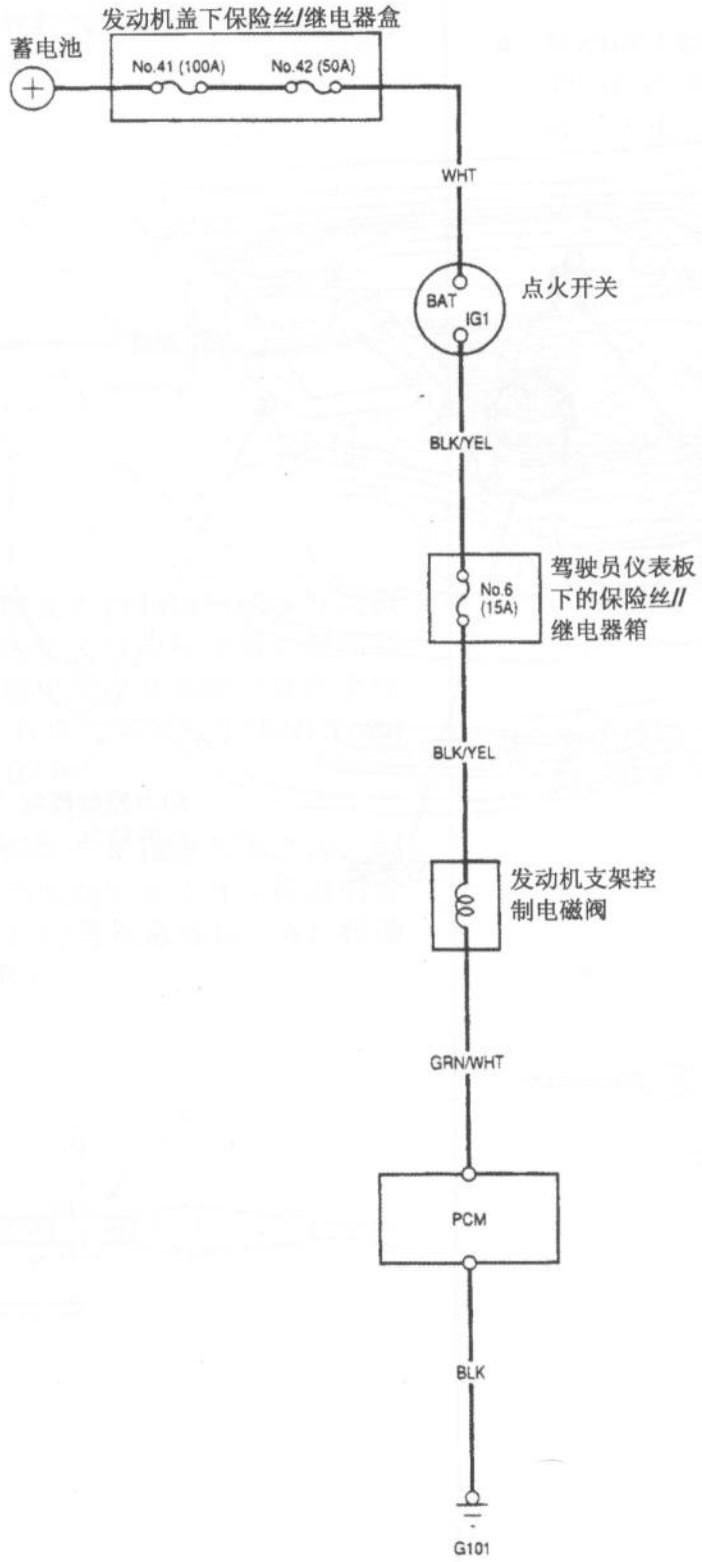 发动机盖下保险丝/继电器盒
蓄电池
No.41 (100A)
No.42 (50A)
WHT
BAT
IG1
点火开关
BLK/YEL
No.6
(15A)
驾驶员仪表板
下的保险丝//
继电器箱
BLK/YEL
发动机支架控
制电磁阀
GRN/WHT
PCM
BLK
G101